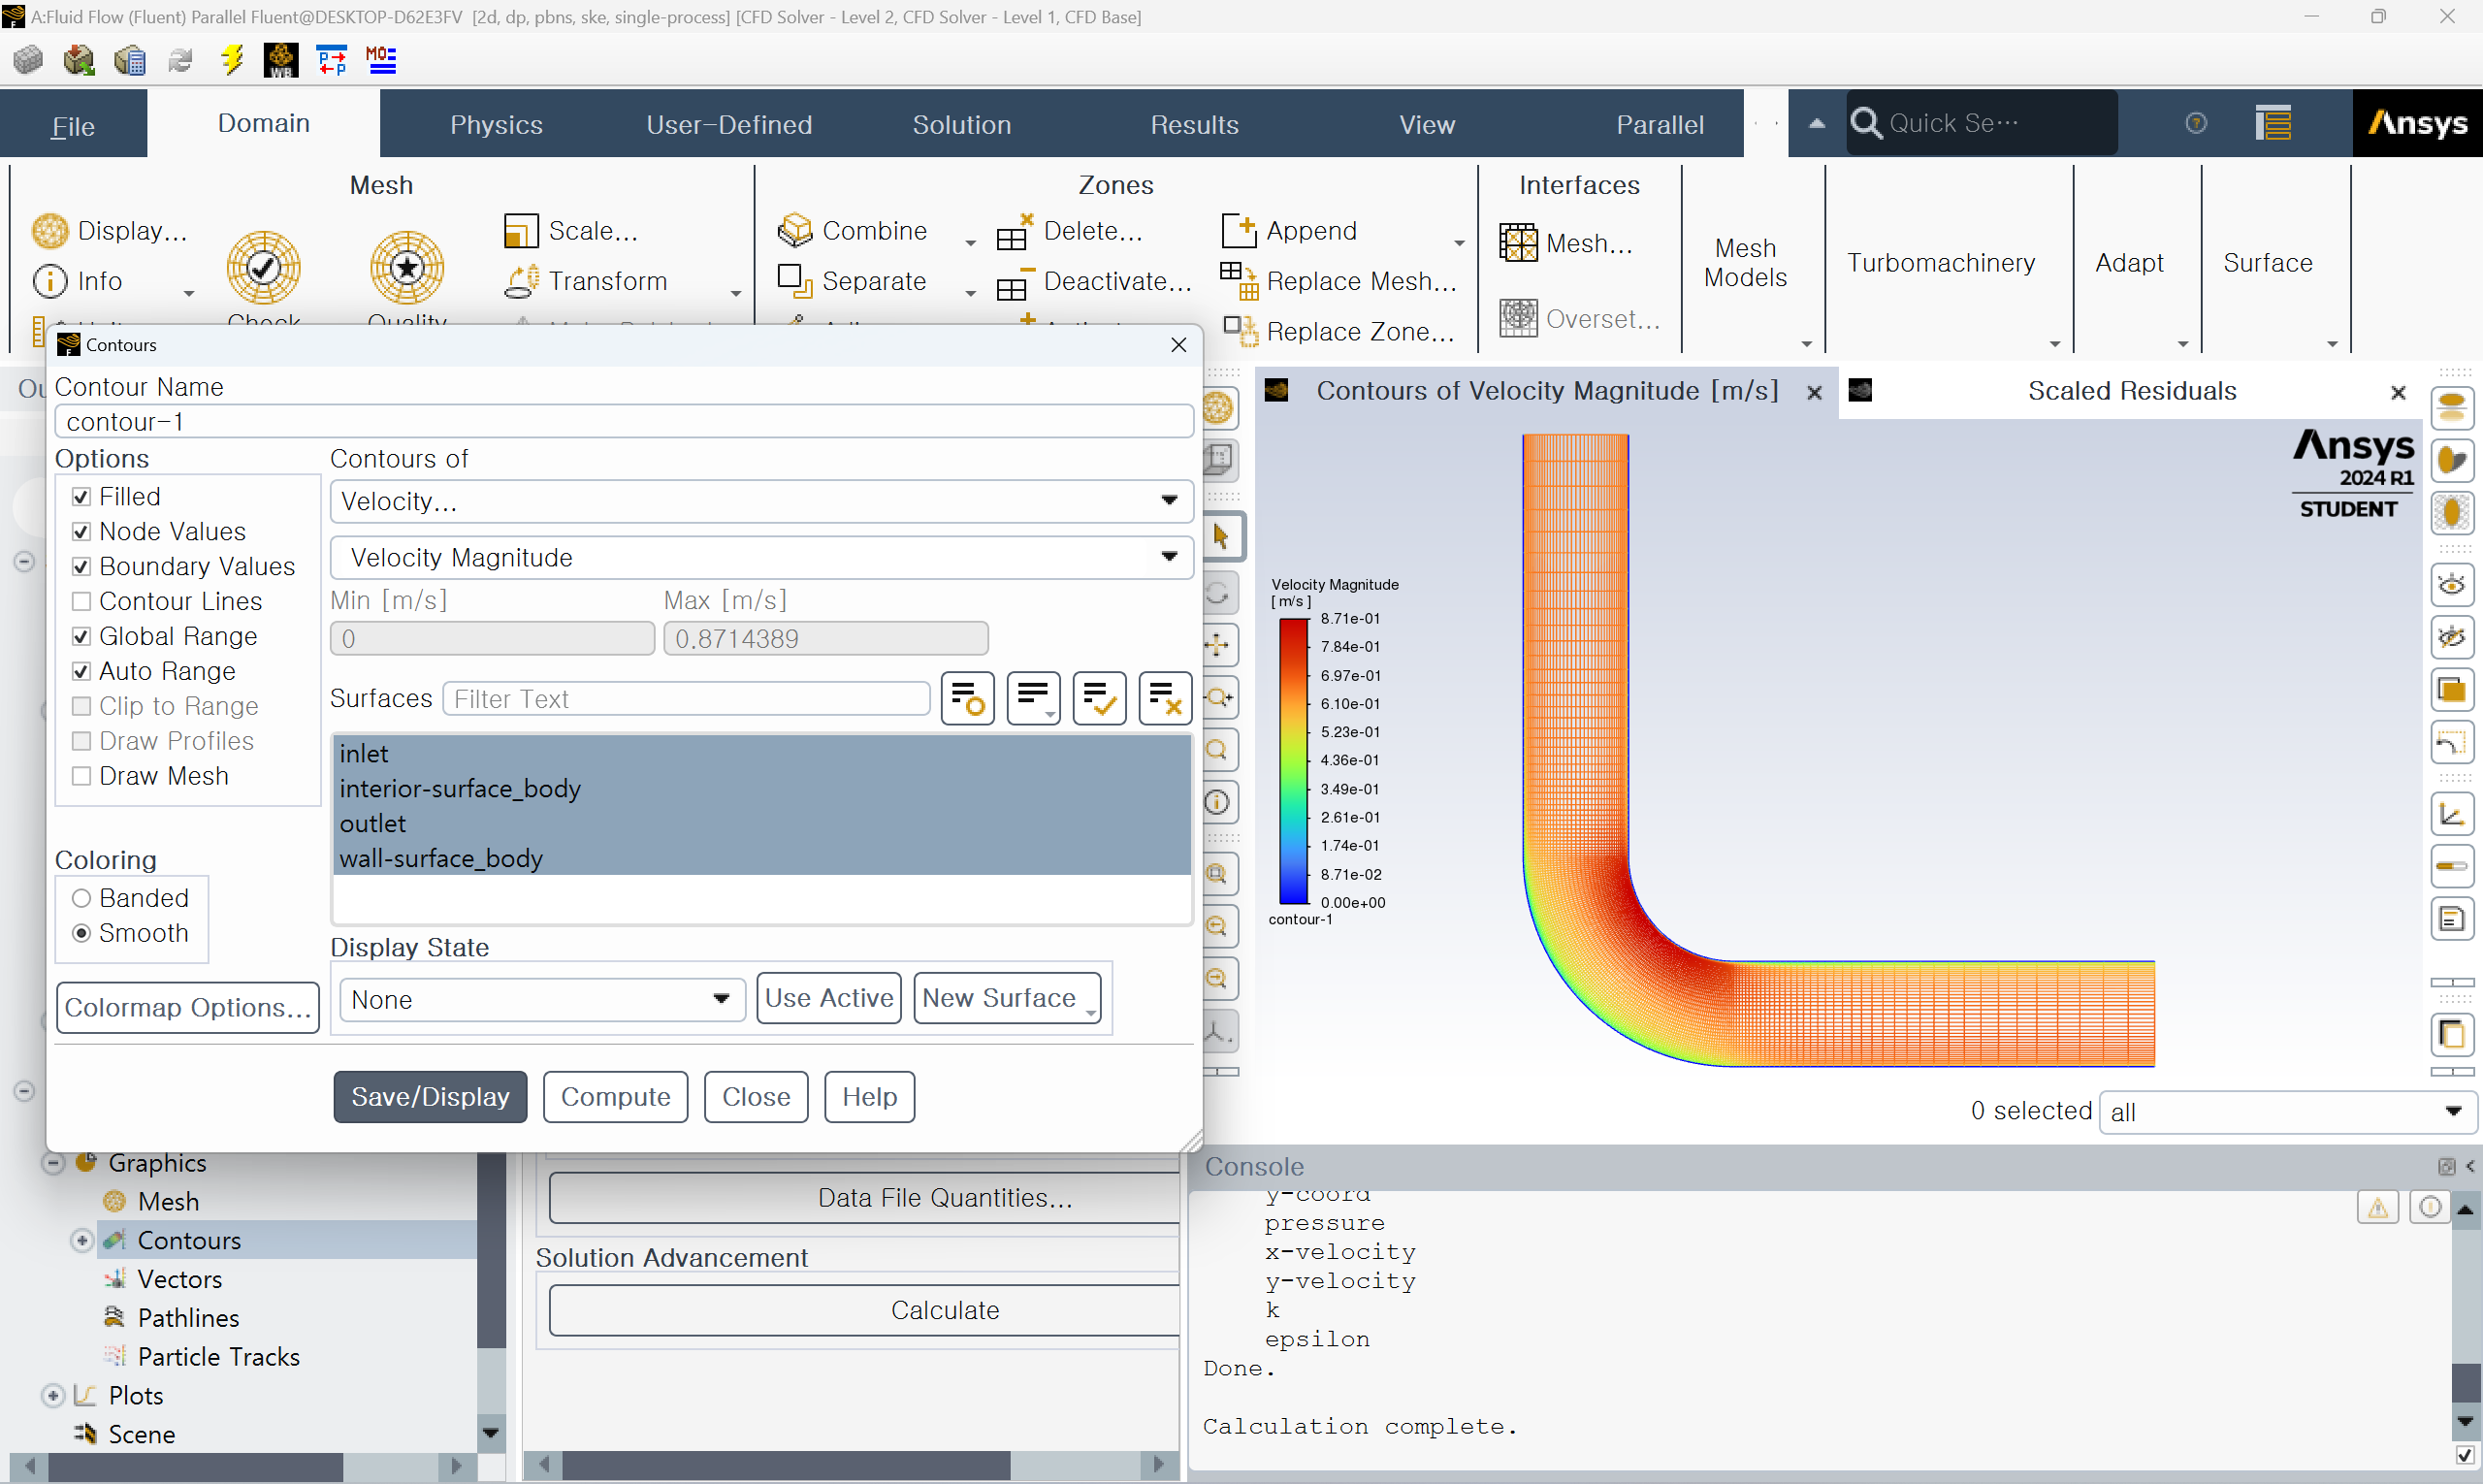 A:Fluid Flow (Fluent) Parallel Fluent@DESKTOP-D62E3FV [2d, dp, pbns, ske, single-process] [CFD Solver - Level 2, CFD Solver - Level 1, CFD Base]
File Domain Physics User-Defined Solution Results View Parallel Quick Se... Ansys
Mesh Zones Interfaces
Display... Scale... Combine Delete... Append Mesh...
Info Transform Separate Deactivate... Replace Mesh... Mesh Models Turbomachinery Adapt Surface
Check Quality Replace Zone... Overset...
Contours
Contour Name
contour-1
Options
Filled
Node Values
Boundary Values
Contour Lines
Global Range
Auto Range
Clip to Range
Draw Profiles
Draw Mesh
Coloring
Banded
Smooth
Colormap Options...
Contours of
Velocity...
Velocity Magnitude
Min [m/s] Max [m/s]
0 0.8714389
Surfaces Filter Text
inlet
interior-surface_body
outlet
wall-surface_body
Display State
None Use Active New Surface
Save/Display Compute Close Help
Contours of Velocity Magnitude [m/s] Scaled Residuals
Ansys
2024 R1
STUDENT
Velocity Magnitude
[ m/s ]
8.71e-01
7.84e-01
6.97e-01
6.10e-01
5.23e-01
4.36e-01
3.49e-01
2.61e-01
1.74e-01
8.71e-02
0.00e+00
contour-1
0 selected all
Graphics
Mesh
Contours
Vectors
Pathlines
Particle Tracks
Plots
Scene
Data File Quantities...
Solution Advancement
Calculate
Console
y-coord
pressure
x-velocity
y-velocity
k
epsilon
Done.
Calculation complete.